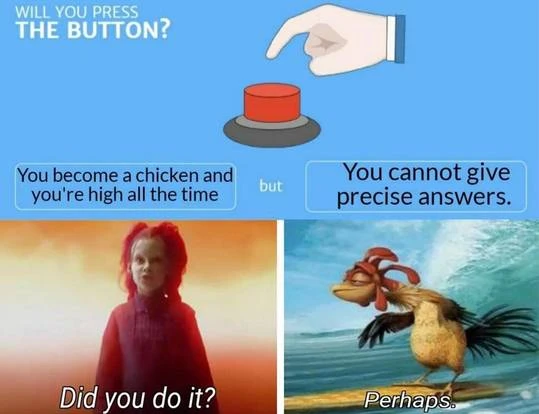 WILL YOU PRESS
THE BUTTON?
You become a chicken and
you're high all the time
but
You cannot give
precise answers.
Did you do it?
Perhaps.